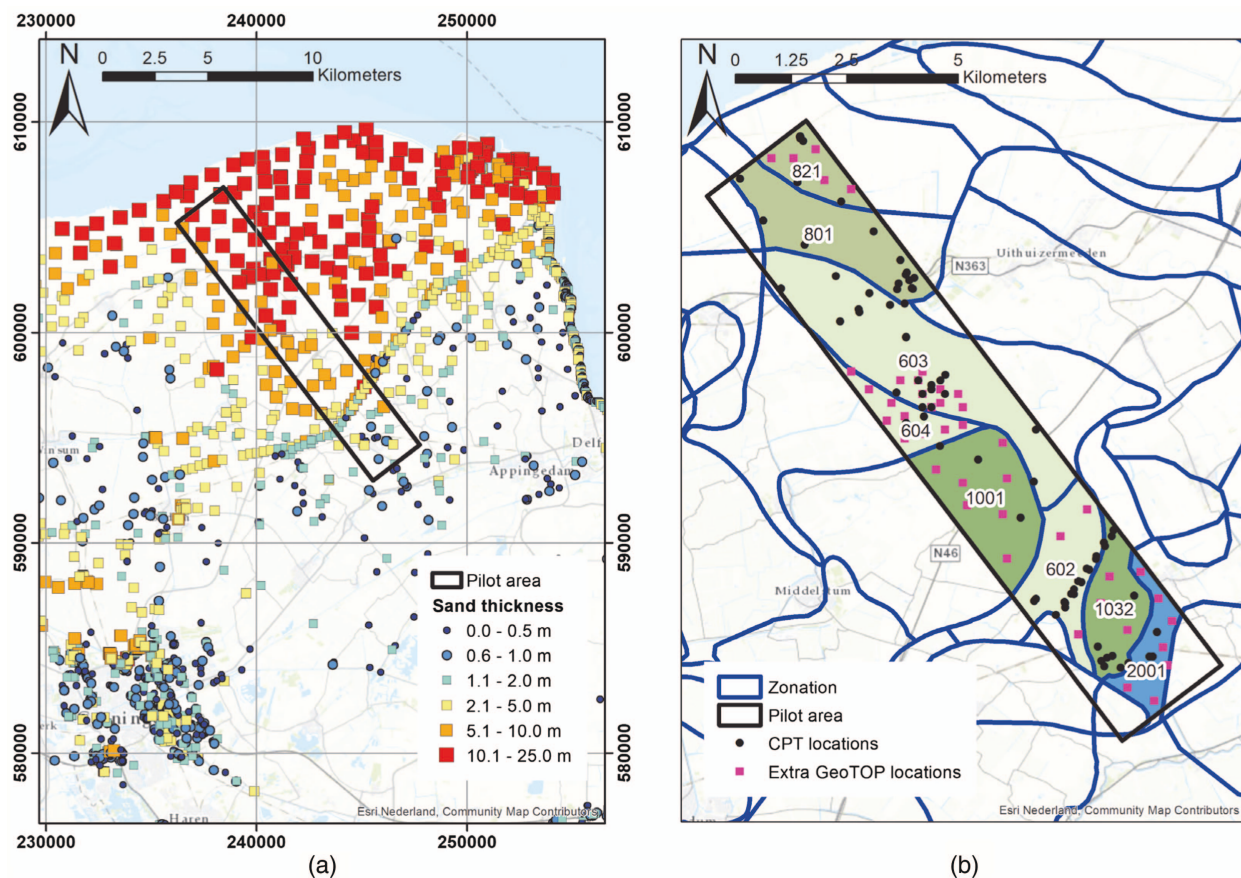 230000 240000 250000
N
0 2.5 5 10
Kilometers
610000
600000
590000
580000
Winsum
Appingedam
Delf
Haren
Pilot area
Sand thickness
0.0 - 0.5 m
0.6 - 1.0 m
1.1 - 2.0 m
2.1 - 5.0 m
5.1 - 10.0 m
10.1 - 25.0 m
Esri Nederland, Community Map Contributors
230000 240000 250000
(a)
N
0 1.25 2.5 5
Kilometers
821
801
Uithuizermeeden
N363
603
604
1001
N46
602
Middelstum
1032
2001
Zonation
Pilot area
CPT locations
Extra GeoTOP locations
Esri Nederland, Community Map Contributors
(b)